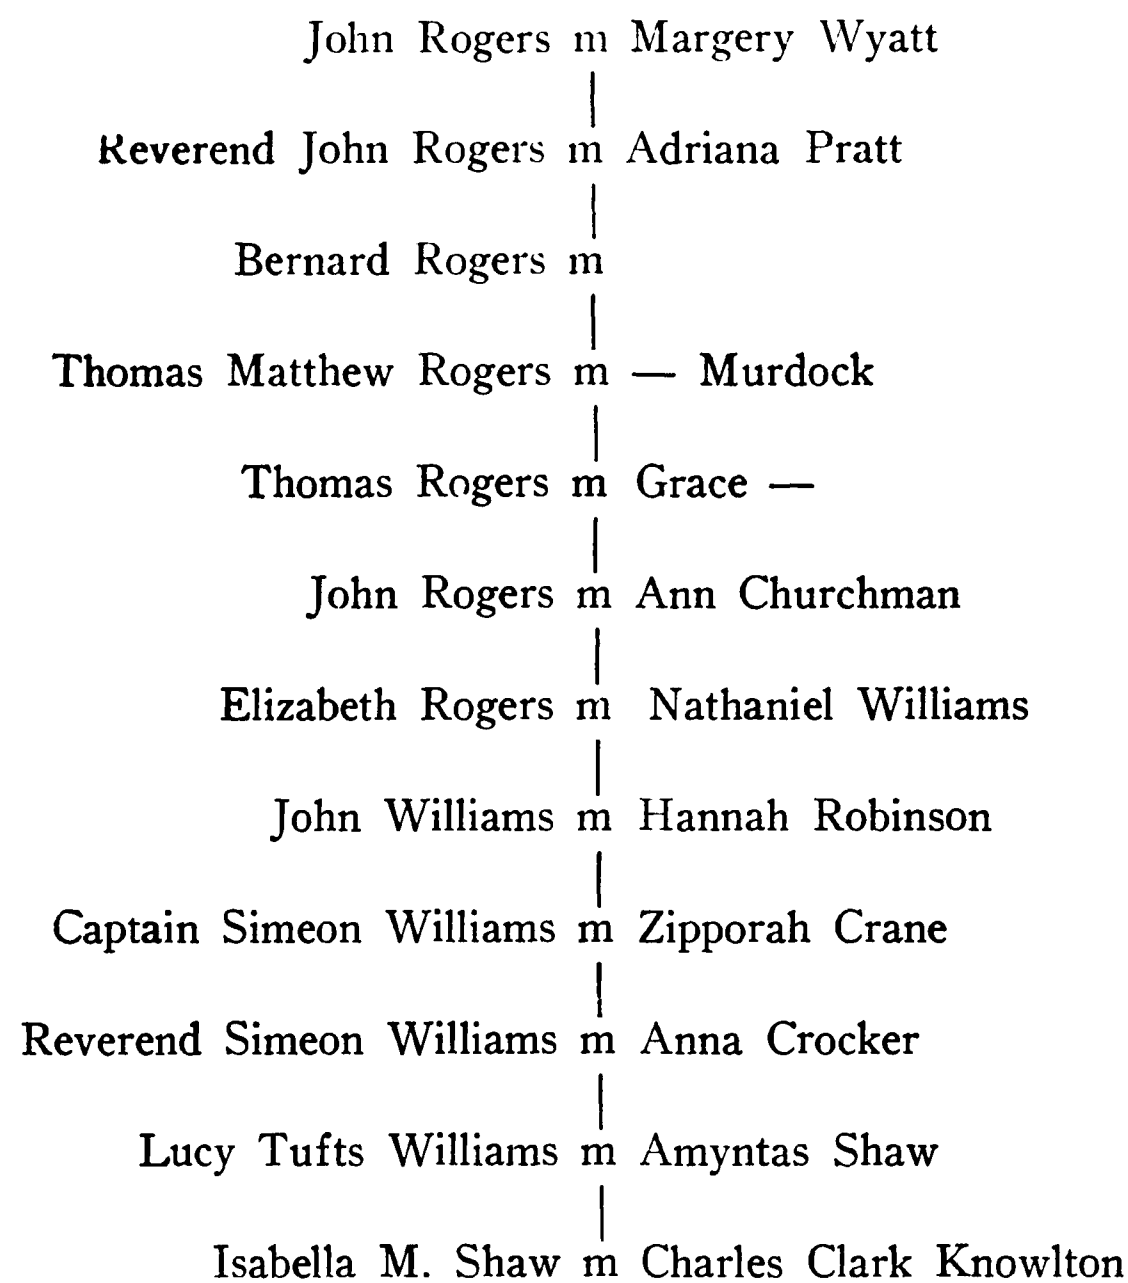 John Rogers m Margery Wyatt
Reverend John Rogers m Adriana Pratt
Bernard Rogers m
Thomas Matthew Rogers m — Murdock
Thomas Rogers m Grace —
John Rogers m Ann Churchman
Elizabeth Rogers m Nathaniel Williams
John Williams m Hannah Robinson
Captain Simeon Williams m Zipporah Crane
Reverend Simeon Williams m Anna Crocker
Lucy Tufts Williams m Amyntas Shaw
Isabella M. Shaw m Charles Clark Knowlton